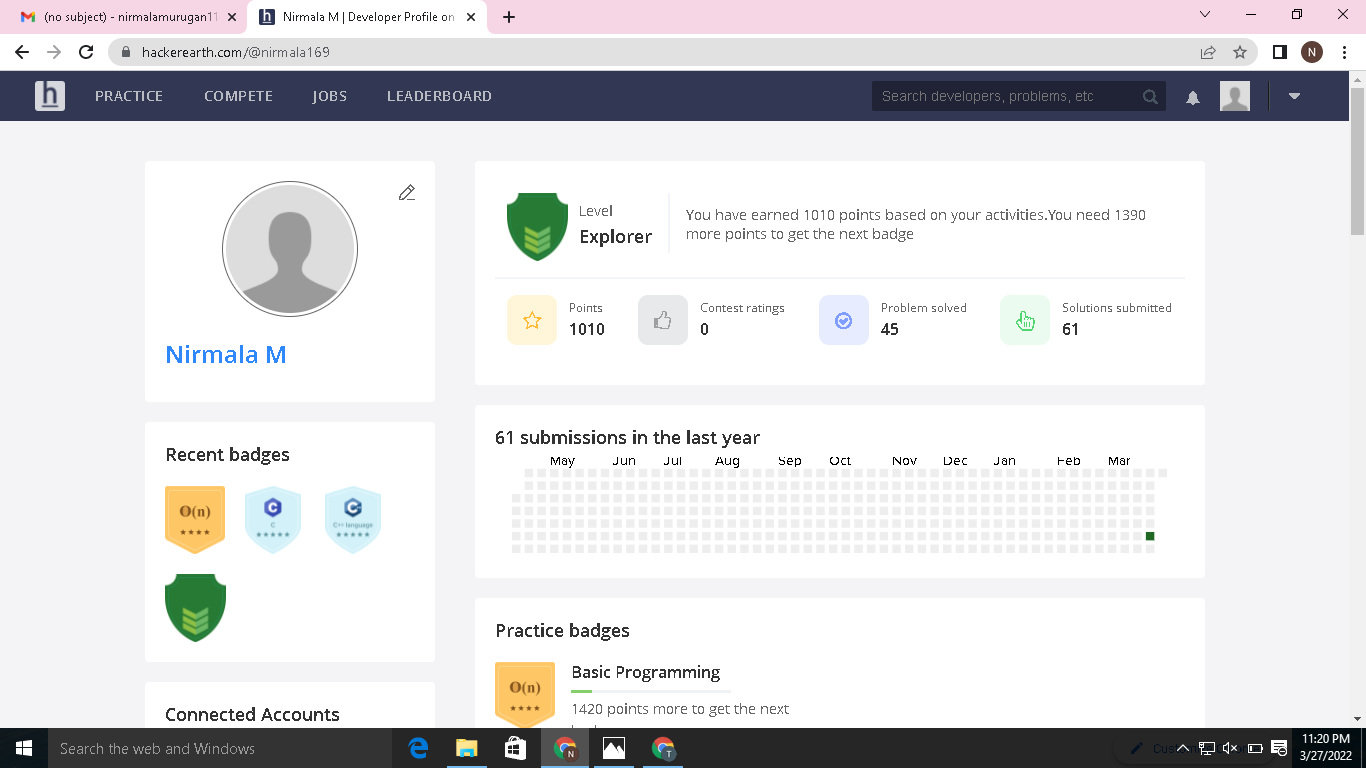 (no subject) - nirmalamurugan11
Nirmala M | Developer Profile on
hackerearth.com/@nirmala169
N
h
PRACTICE
COMPETE
JOBS
LEADERBOARD
Search developers, problems, etc
Nirmala M
Level
Explorer
You have earned 1010 points based on your activities.You need 1390
more points to get the next badge
Points
1010
Contest ratings
0
Problem solved
45
Solutions submitted
61
Recent badges
O(n)
C
C
C
C++ language
61 submissions in the last year
May Jun Jul Aug Sep Oct Nov Dec Jan Feb Mar
Practice badges
O(n)
Basic Programming
1420 points more to get the next
Connected Accounts
Search the web and Windows
N
T
11:20 PM
3/27/2022